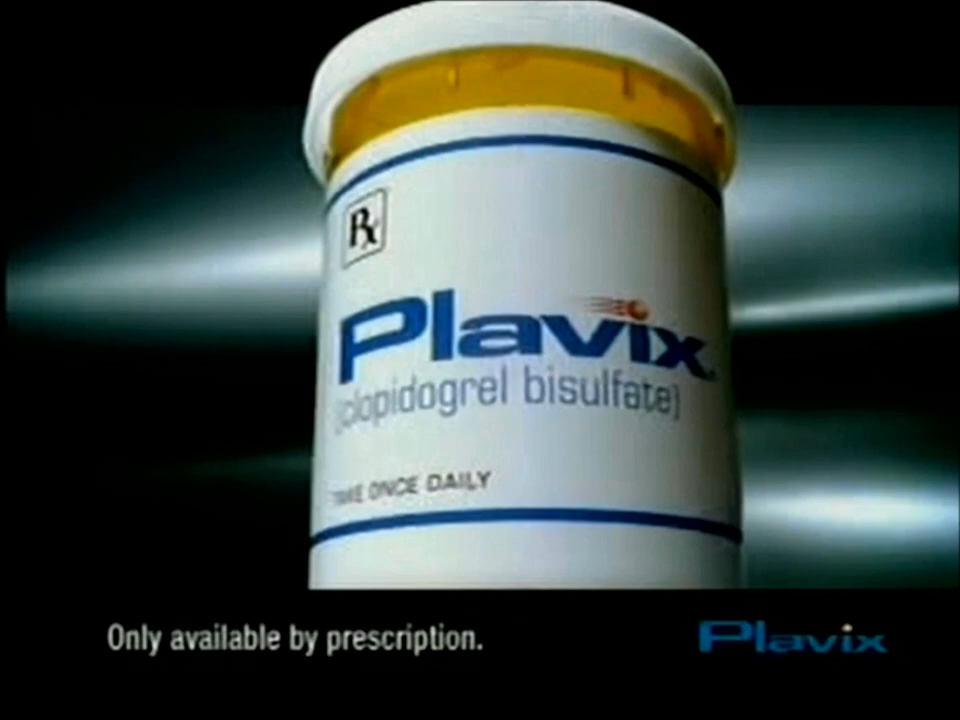 Rx
Plavix
(clopidogrel bisulfate)
TAKE ONCE DAILY
Only available by prescription.
Plavix